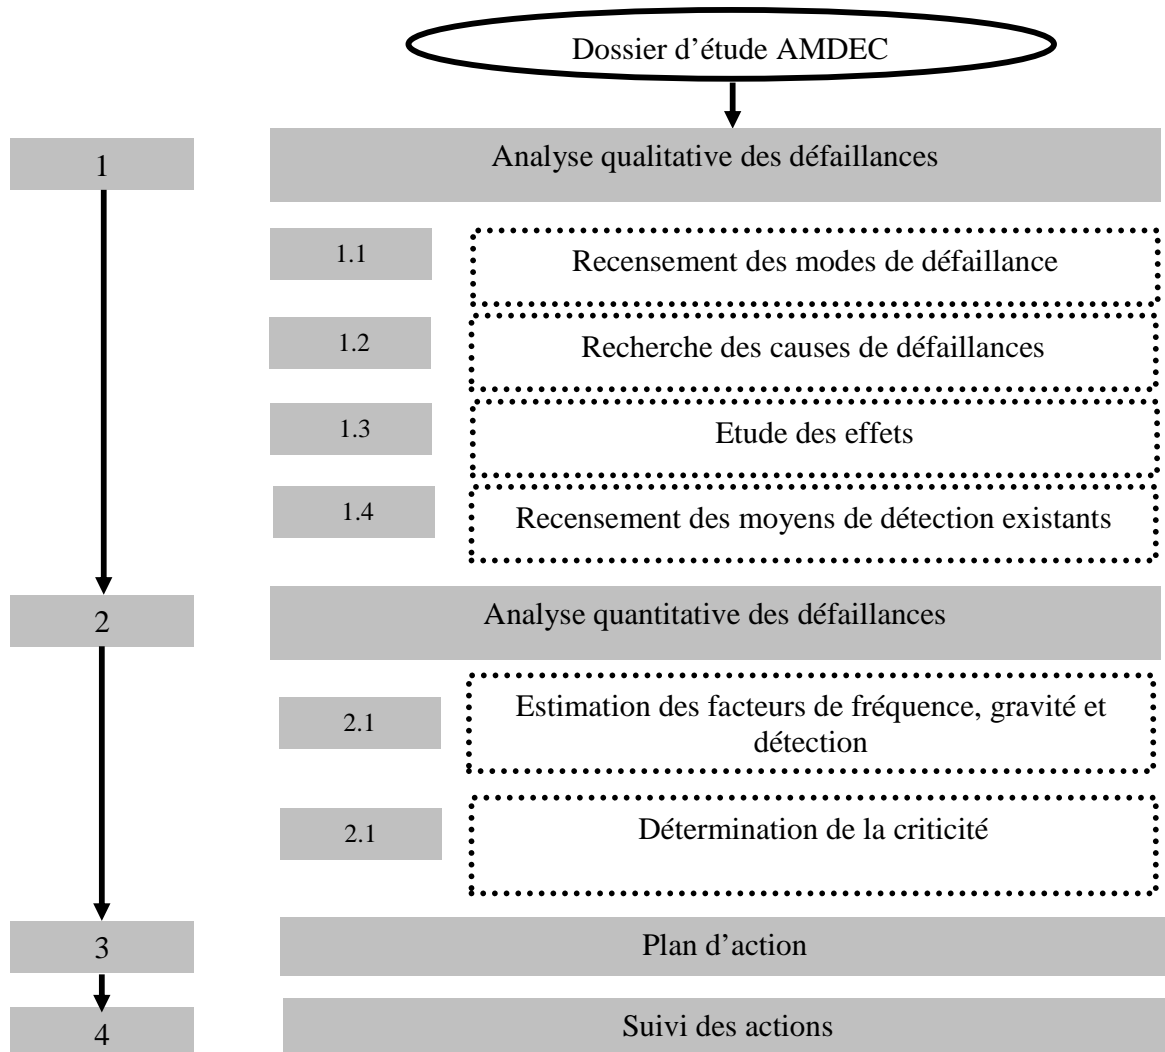 Dossier d’étude AMDEC
1
Analyse qualitative des défaillances
1.1
Recensement des modes de défaillance
1.2
Recherche des causes de défaillances
1.3
Etude des effets
1.4
Recensement des moyens de détection existants
2
Analyse quantitative des défaillances
2.1
Estimation des facteurs de fréquence, gravité et
détection
2.1
Détermination de la criticité
3
Plan d’action
4
Suivi des actions